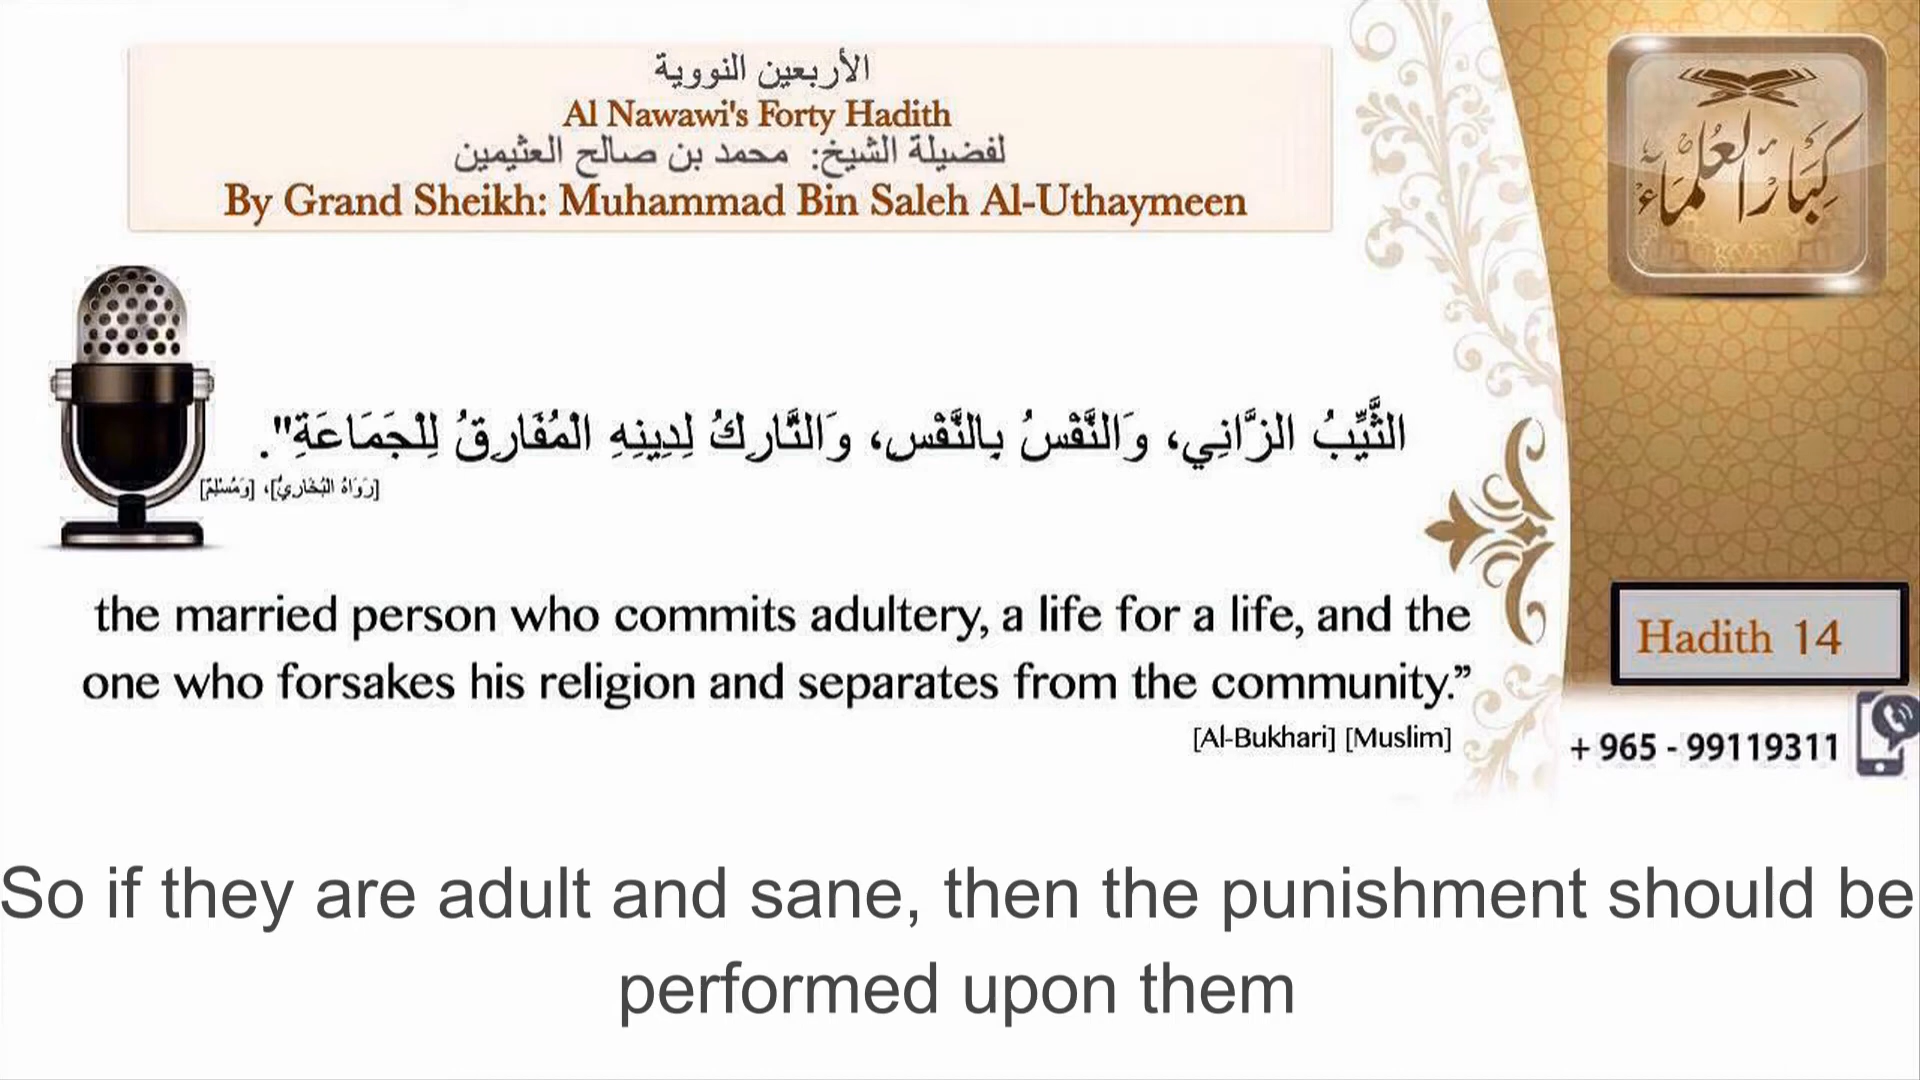 الأربعين النووية
Al Nawawi's Forty Hadith
لفضيلة الشيخ: محمد بن صالح العثيمين
By Grand Sheikh: Muhammad Bin Saleh Al-Uthaymeen
كِبَارُ العُلَمَاءِ
الثَّيِّبُ الزَّانِي، وَالنَّفْسُ بِالنَّفْسِ، وَالتَّارِكُ لِدِينِهِ الْمُفَارِقُ لِلْجَمَاعَةِ".
[رَوَاهُ البُخَارِيُّ]، [وَمُسْلِمٌ]
the married person who commits adultery, a life for a life, and the
one who forsakes his religion and separates from the community.”
[Al-Bukhari] [Muslim]
Hadith 14
+ 965 - 99119311
So if they are adult and sane, then the punishment should be
performed upon them